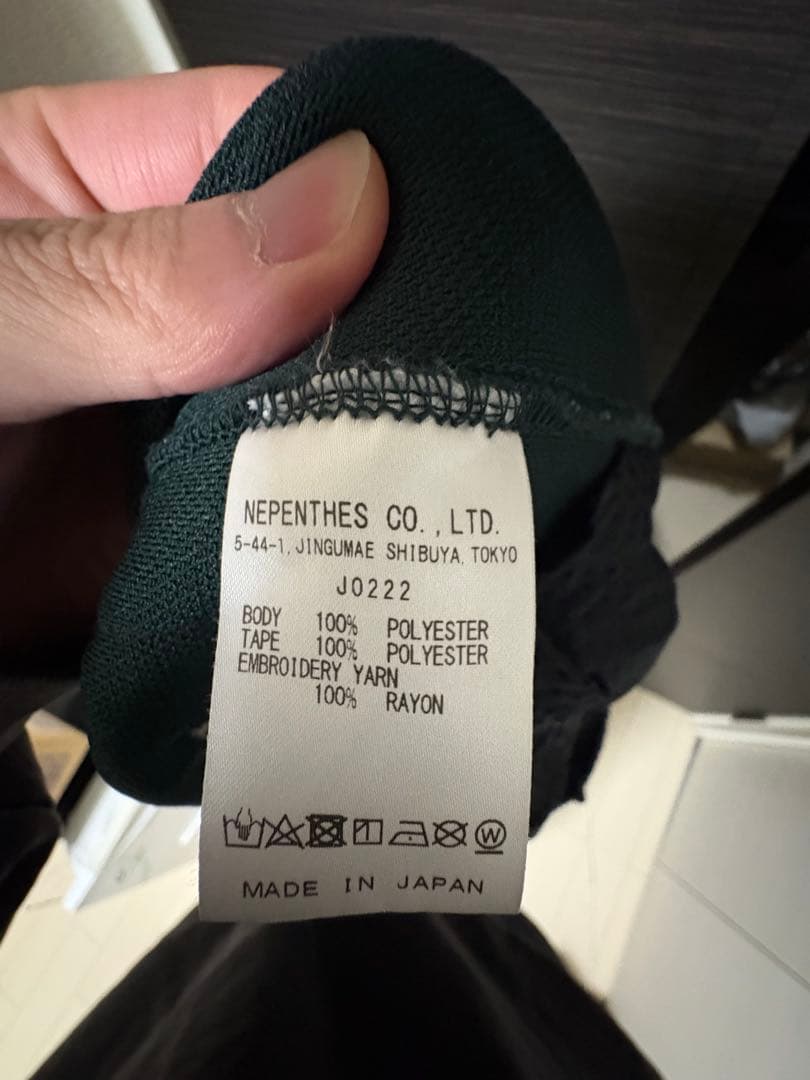 NEPENTHES CO.,LTD.
5-44-1, JINGUMAE SHIBUYA, TOKYO
J0222
BODY 100% POLYESTER
TAPE 100% POLYESTER
EMBROIDERY YARN
100% RAYON
W
MADE IN JAPAN